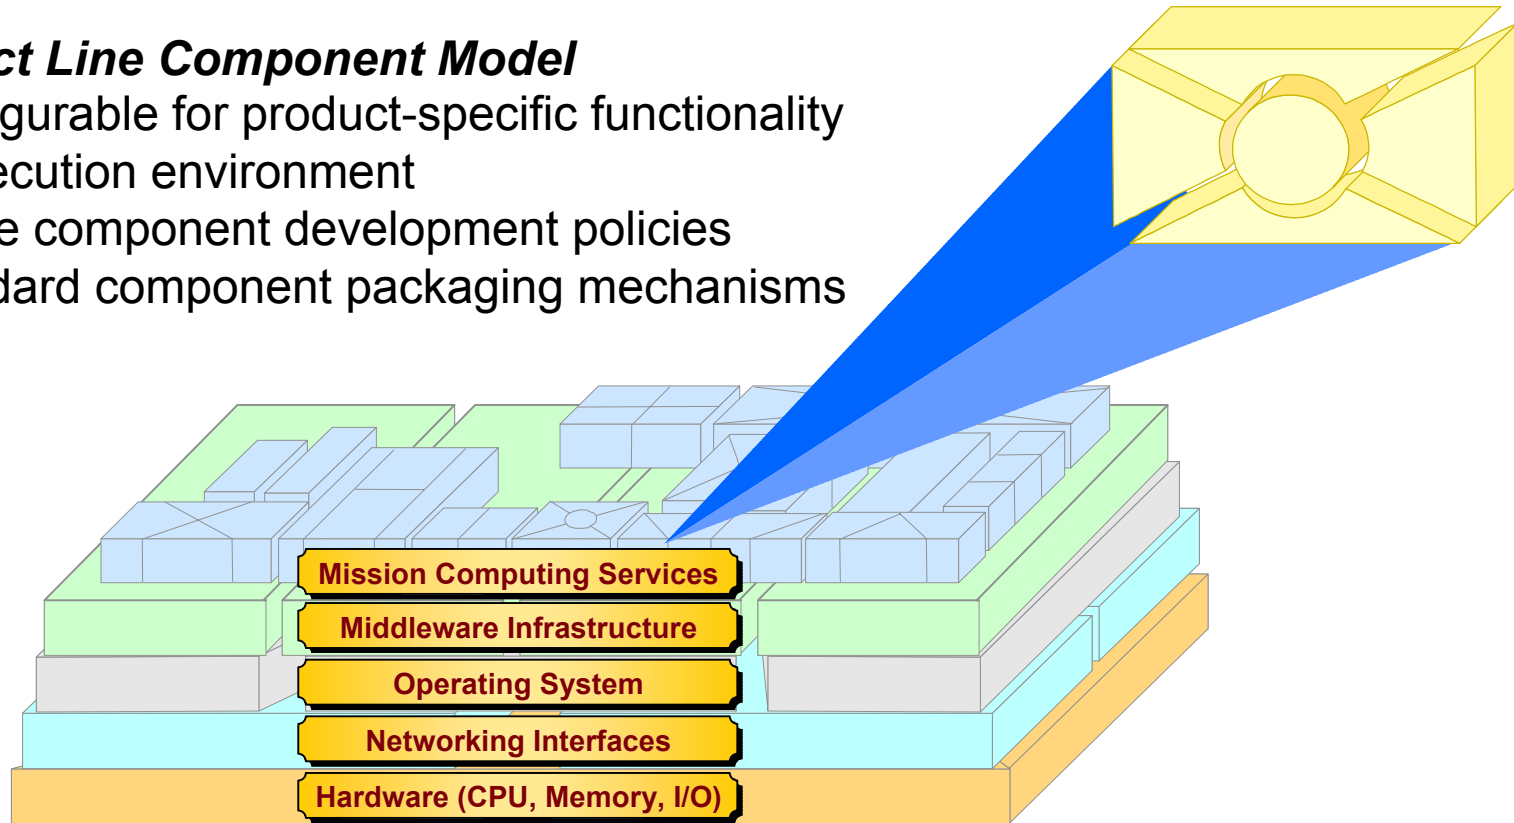 ct Line Component Model
gurable for product-specific functionality
ecution environment
e component development policies
dard component packaging mechanisms
Mission Computing Services
Middleware Infrastructure
Operating System
Networking Interfaces
Hardware (CPU, Memory, I/O)